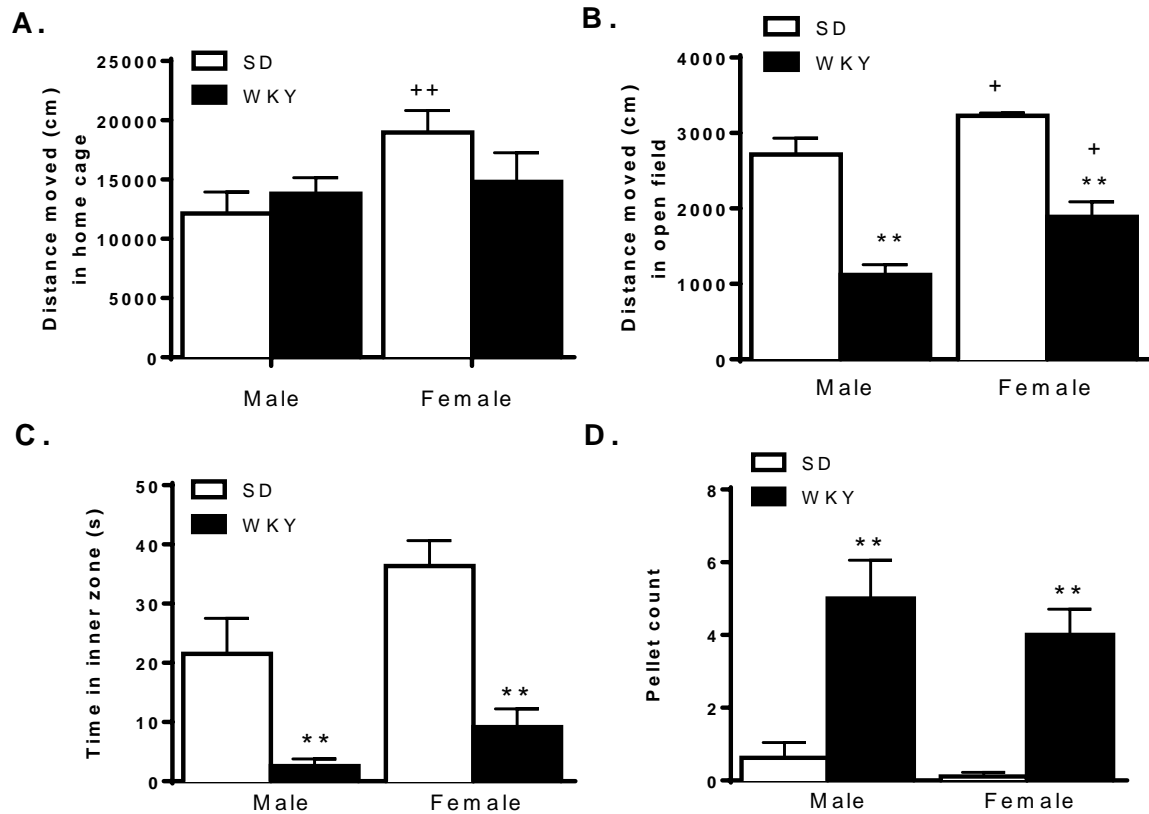 A.
SD
WKY
25000
20000
15000
10000
5000
0
Distance moved (cm)
in home cage
++
Male
Female
B.
SD
WKY
4000
3000
2000
1000
0
Distance moved (cm)
in open field
**
+
+
**
Male
Female
C.
SD
WKY
50
40
30
20
10
0
Time in inner zone (s)
**
**
Male
Female
D.
SD
WKY
8
6
4
2
0
Pellet count
**
**
Male
Female